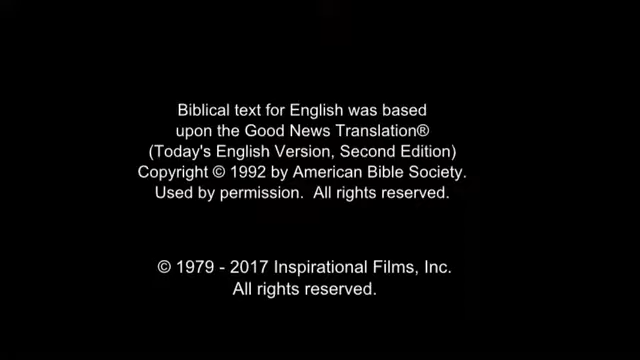 Biblical text for English was based
upon the Good News Translation®
(Today's English Version, Second Edition)
Copyright © 1992 by American Bible Society.
Used by permission.  All rights reserved.
© 1979 - 2017 Inspirational Films, Inc.
All rights reserved.